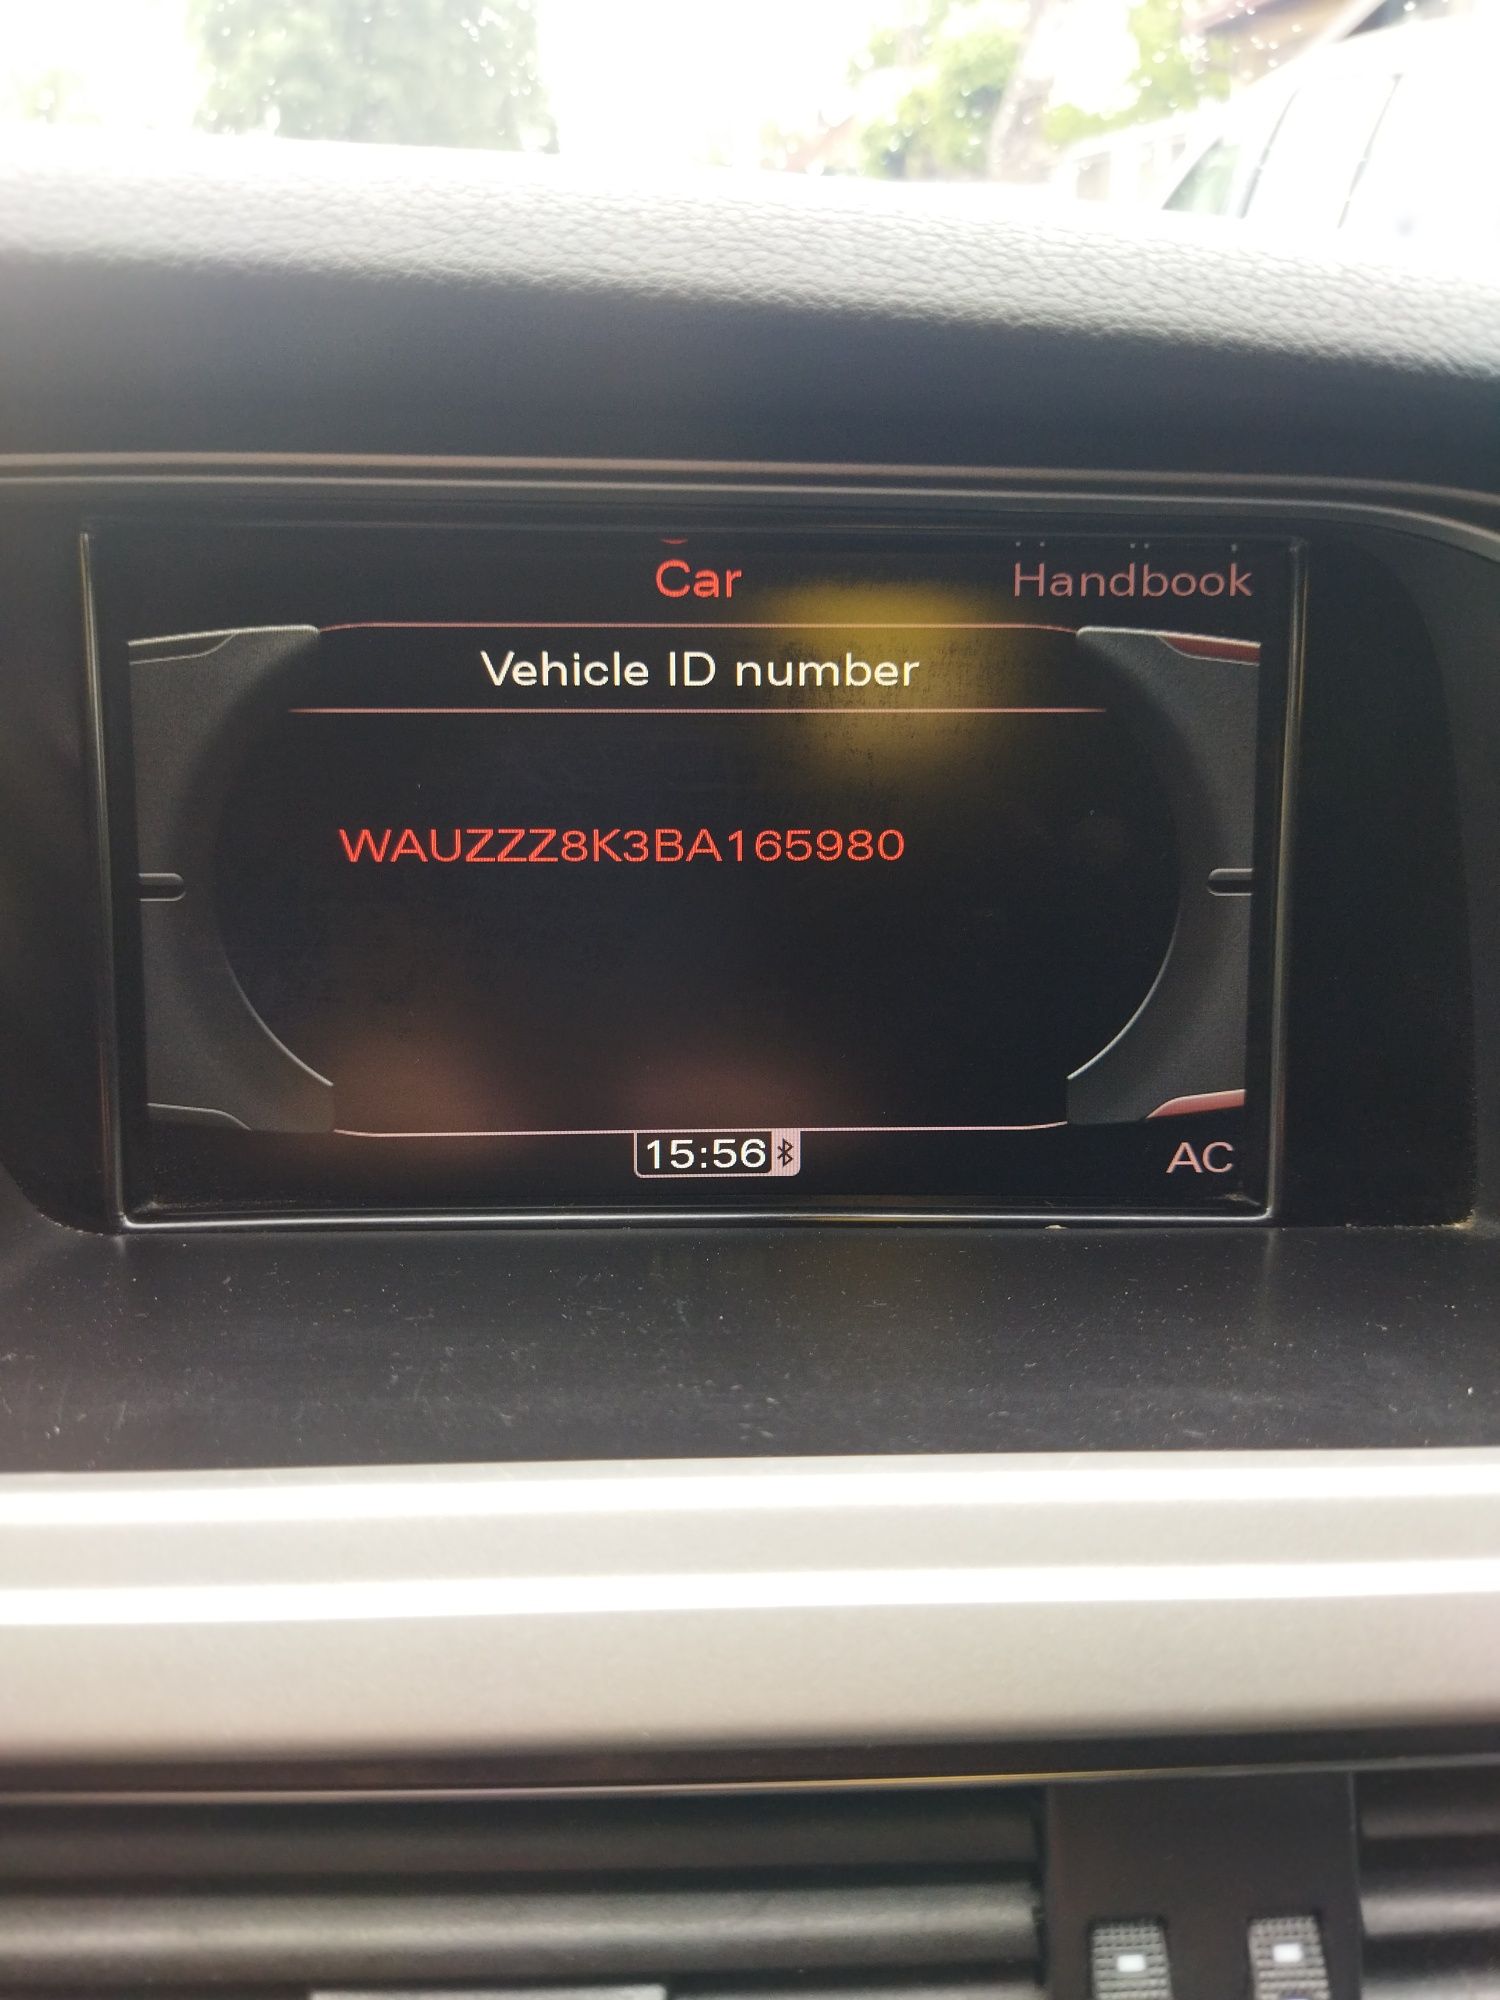 Car
Handbook
Vehicle ID number
WAUZZZ8K3BA165980
15:56
AC